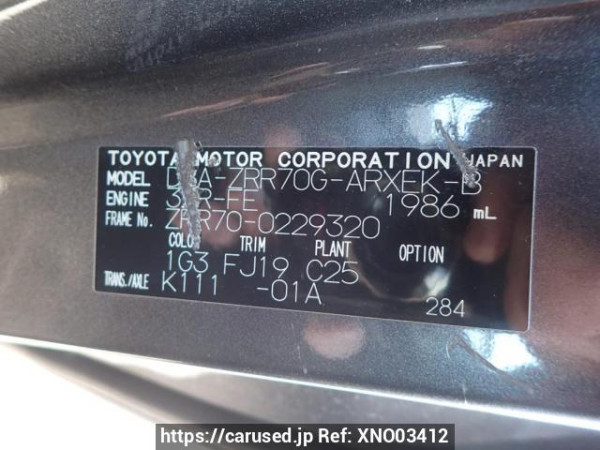 TOYOTA MOTOR CORPORATION JAPAN
MODEL DBA-ZRR70G-ARXEK-B
ENGINE 3ZR-FE 1986 mL
FRAME No. ZRR70-0229320
COLOR TRIM PLANT OPTION
1G3 FJ19 C25
TRANS./AXLE K111 -01A
284
https://carused.jp Ref: XNO03412